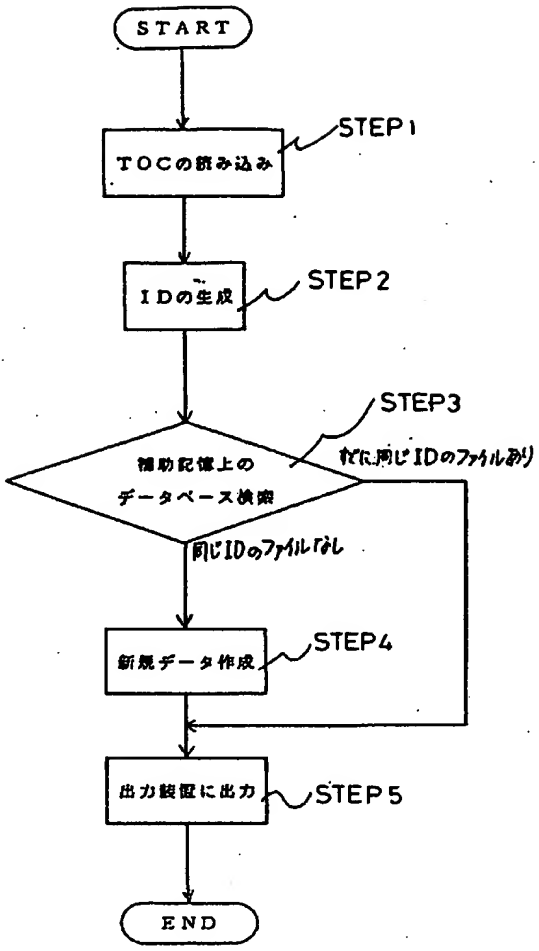 START
STEP1
TOCの読み込み
STEP2
IDの生成
STEP3
すでに同じIDのファイルあり
補助記憶上の
データベース検索
同じIDのファイルなし
STEP4
新規データ作成
出力装置に出力
STEP5
END